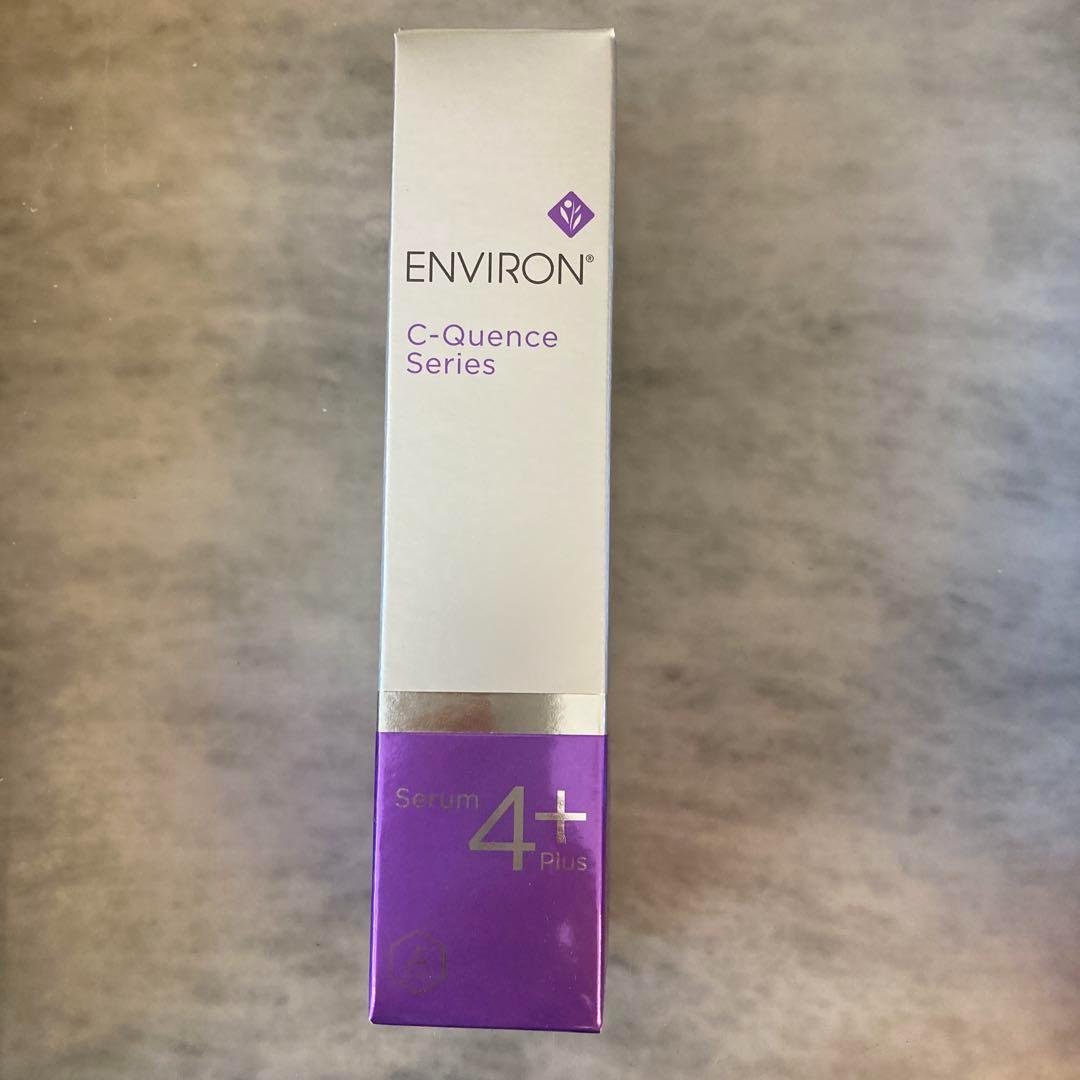 ENVIRON®
C-Quence
Series
Serum 4+
Plus
A